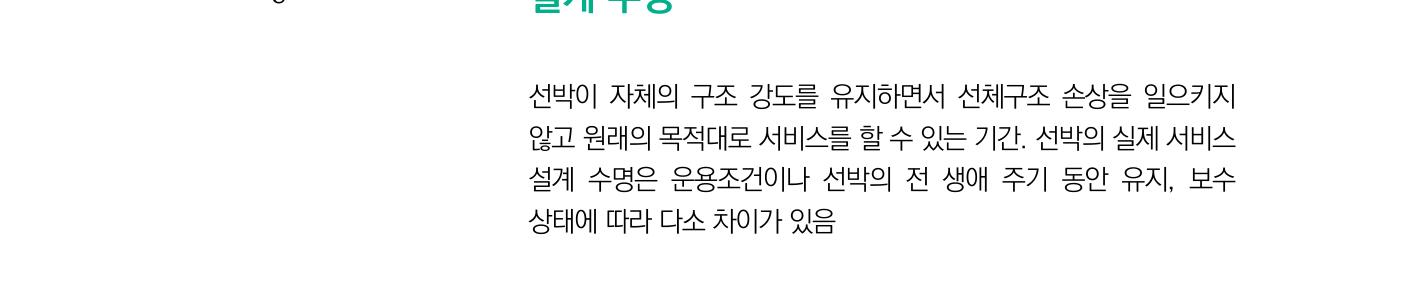 설계 수명
선박이 자체의 구조 강도를 유지하면서 선체구조 손상을 일으키지
않고 원래의 목적대로 서비스를 할 수 있는 기간. 선박의 실제 서비스
설계 수명은 운용조건이나 선박의 전 생애 주기 동안 유지, 보수
상태에 따라 다소 차이가 있음